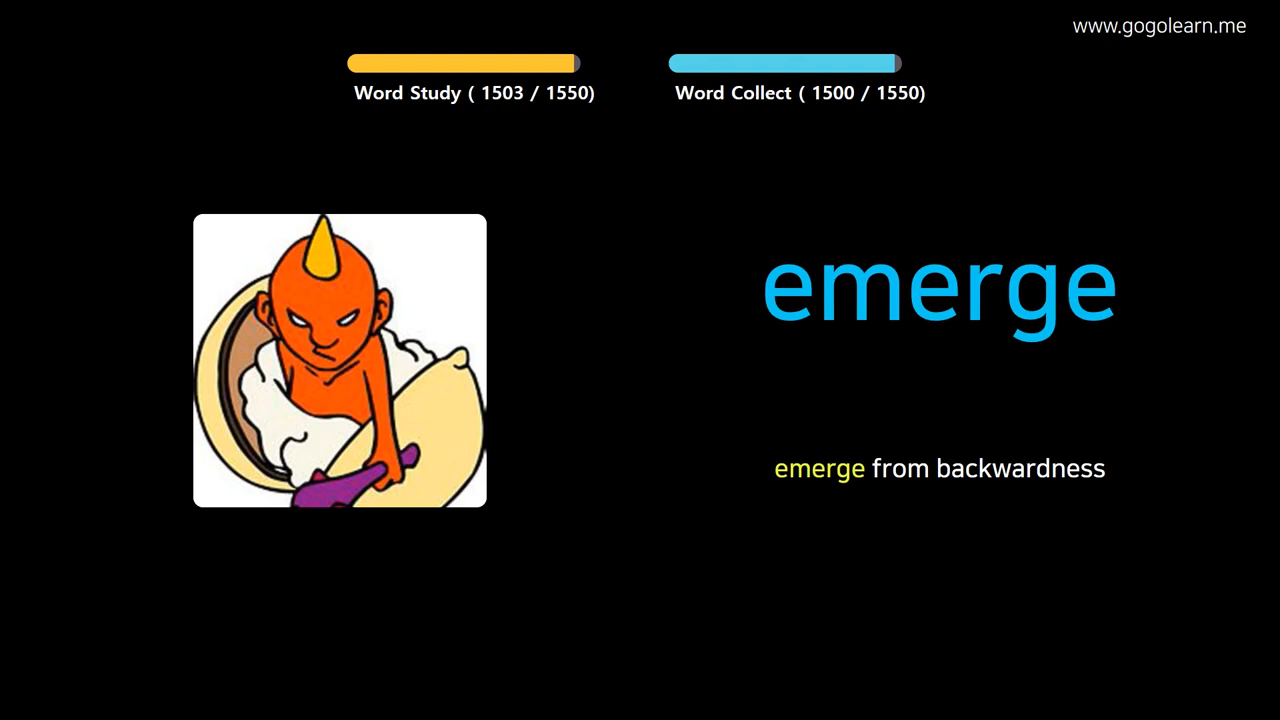 www.gogolearn.me
Word Study ( 1503 / 1550)
Word Collect ( 1500 / 1550)
emerge
emerge from backwardness